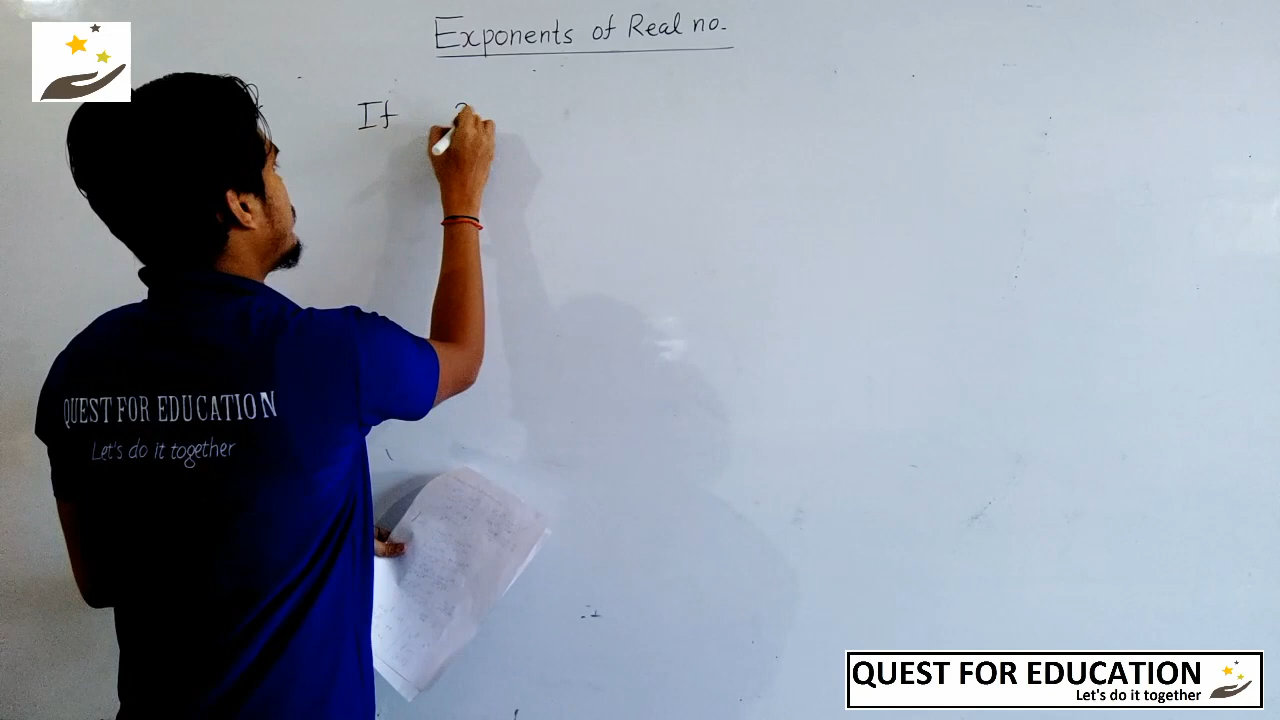 Exponents of Real no.
If
QUEST FOR EDUCATION
Let's do it together
QUEST FOR EDUCATION
Let's do it together